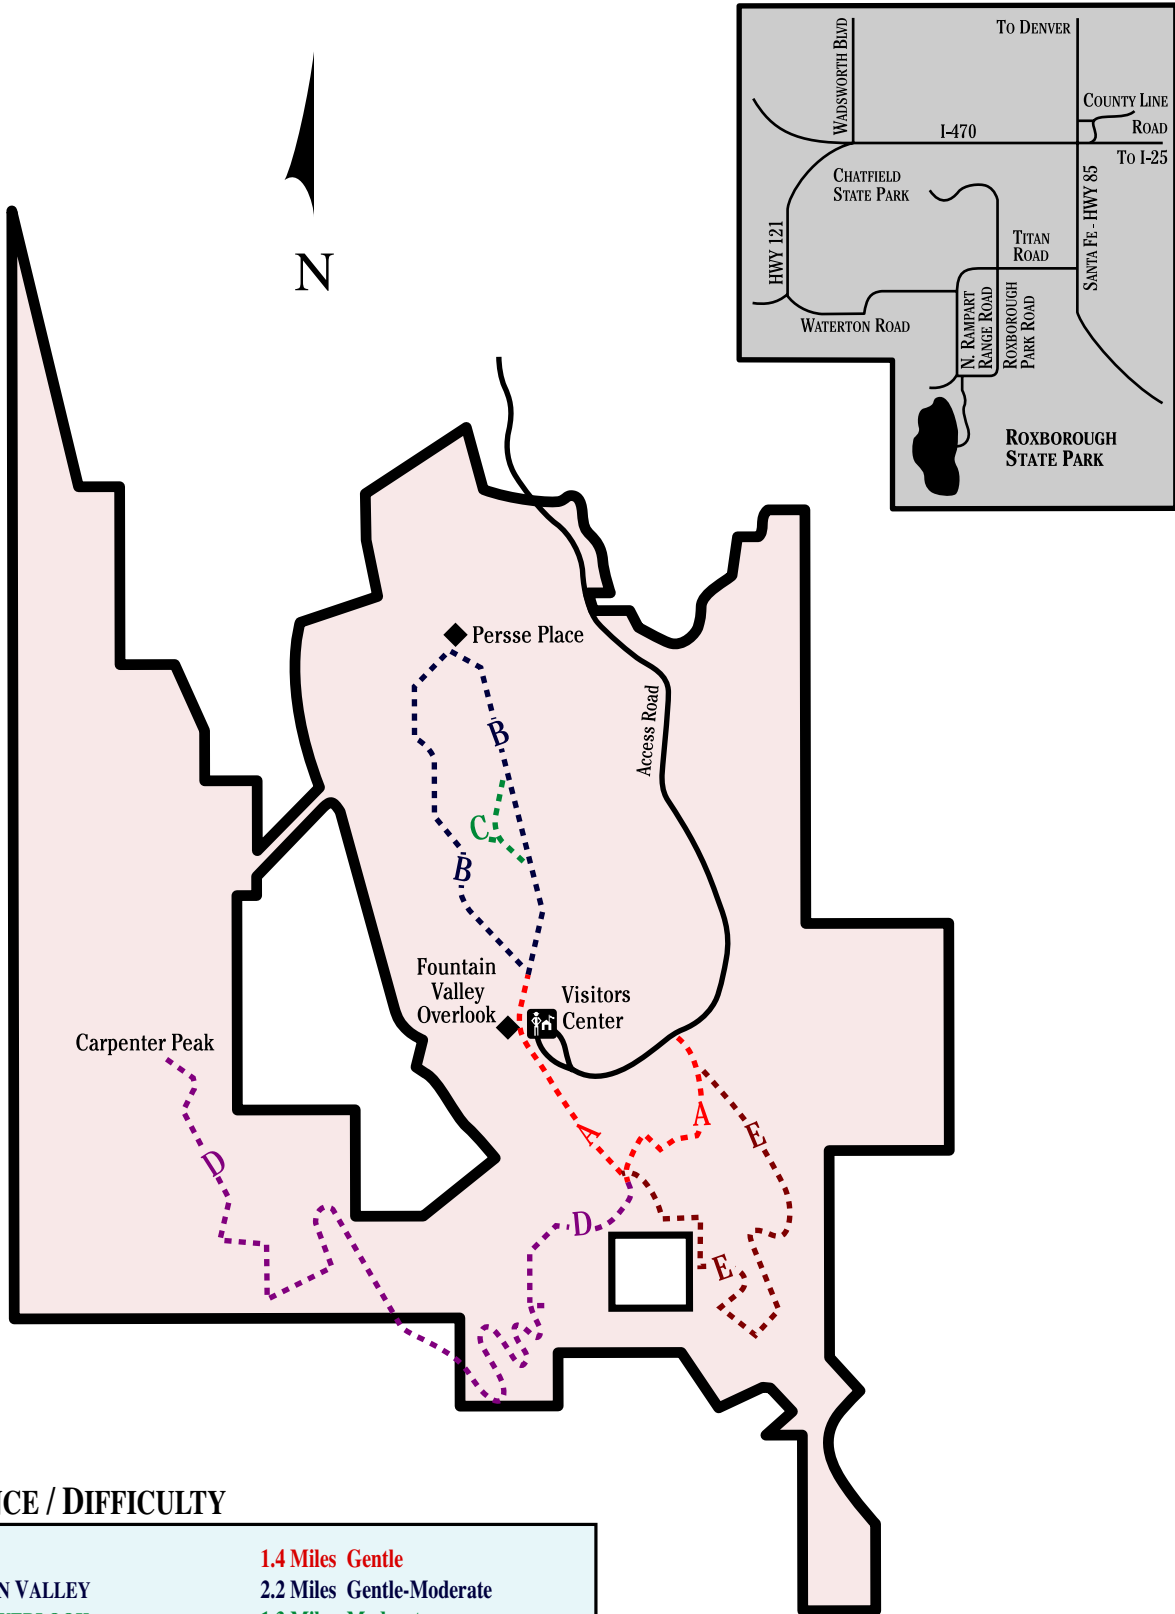 TO DENVER
WADSWORTH BLVD
COUNTY LINE
ROAD
I-470
TO I-25
CHATFIELD
STATE PARK
SANTA FE - HWY 85
HWY 121
TITAN
ROAD
N. RAMPART
RANGE ROAD
ROXBOROUGH
PARK ROAD
WATERTON ROAD
ROXBOROUGH
STATE PARK
N
Persse Place
Access Road
B
C
B
Fountain
Valley
Overlook
Visitors
Center
Carpenter Peak
A
A
E
D
D
E
/ DIFFICULTY
1.4 Miles Gentle
VALLEY
2.2 Miles Gentle-Moderate